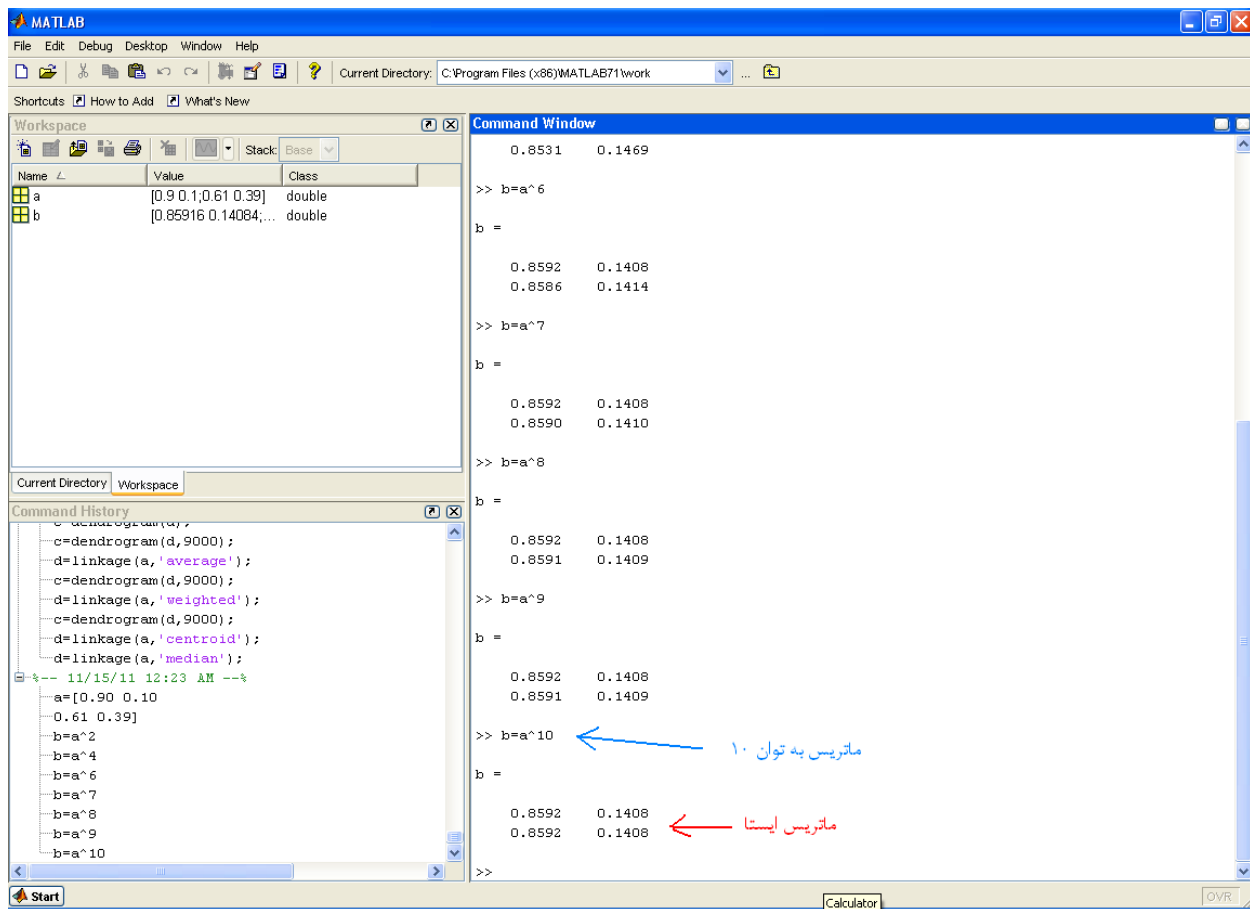 MATLAB
File Edit Debug Desktop Window Help
Current Directory: C:\Program Files (x86)\MATLAB71\work ...
Shortcuts How to Add What's New
Workspace
Stack: Base
Name Value Class
a [0.9 0.1;0.61 0.39] double
b [0.85916 0.14084;... double
Current Directory Workspace
Command History
c=dendrogram(d);
c=dendrogram(d,9000);
d=linkage(a,'average');
c=dendrogram(d,9000);
d=linkage(a,'weighted');
c=dendrogram(d,9000);
d=linkage(a,'centroid');
d=linkage(a,'median');
%-- 11/15/11 12:23 AM --%
a=[0.90 0.10
0.61 0.39]
b=a^2
b=a^4
b=a^6
b=a^7
b=a^8
b=a^9
b=a^10
Command Window
0.8531 0.1469
>> b=a^6
b =
0.8592 0.1408
0.8586 0.1414
>> b=a^7
b =
0.8592 0.1408
0.8590 0.1410
>> b=a^8
b =
0.8592 0.1408
0.8591 0.1409
>> b=a^9
b =
0.8592 0.1408
0.8591 0.1409
>> b=a^10
ماتریس به توان ۱۰
b =
0.8592 0.1408
0.8592 0.1408
ماتریس ایستا
>>
Start
Calculator
OVR